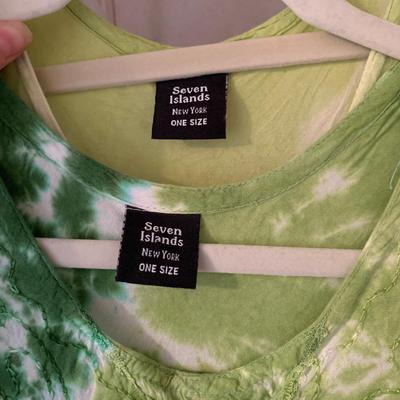 Seven
Islands
New York
ONE SIZE
Seven
Islands
New York
ONE SIZE